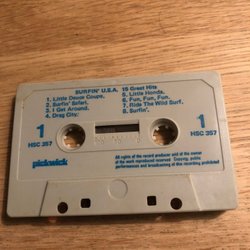 SURFIN' U.S.A. 16 Great Hits
1. Little Deuce Coupe.
2. Surfin' Safari.
3. I Get Around.
4. Drag City.
5. Little Honda.
6. Fun, Fun, Fun.
7. Ride The Wild Surf.
8. Surfin'.
1
HSC 357
1
HSC 357
pickwick
All rights of the record producer and of the owner
of the work reproduced reserved. Copying, public
performance and broadcasting of this recording prohibited